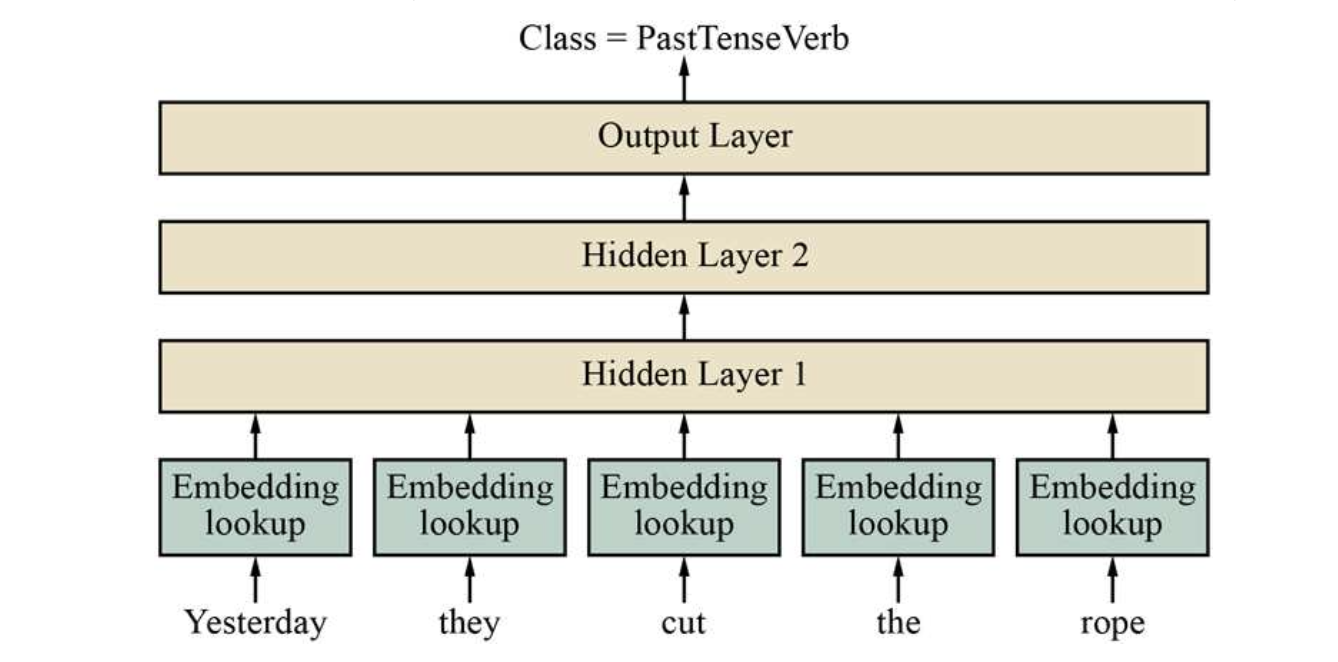 Class = PastTenseVerb
Output Layer
Hidden Layer 2
Hidden Layer 1
Embedding lookup
Embedding lookup
Embedding lookup
Embedding lookup
Embedding lookup
Yesterday they cut the rope